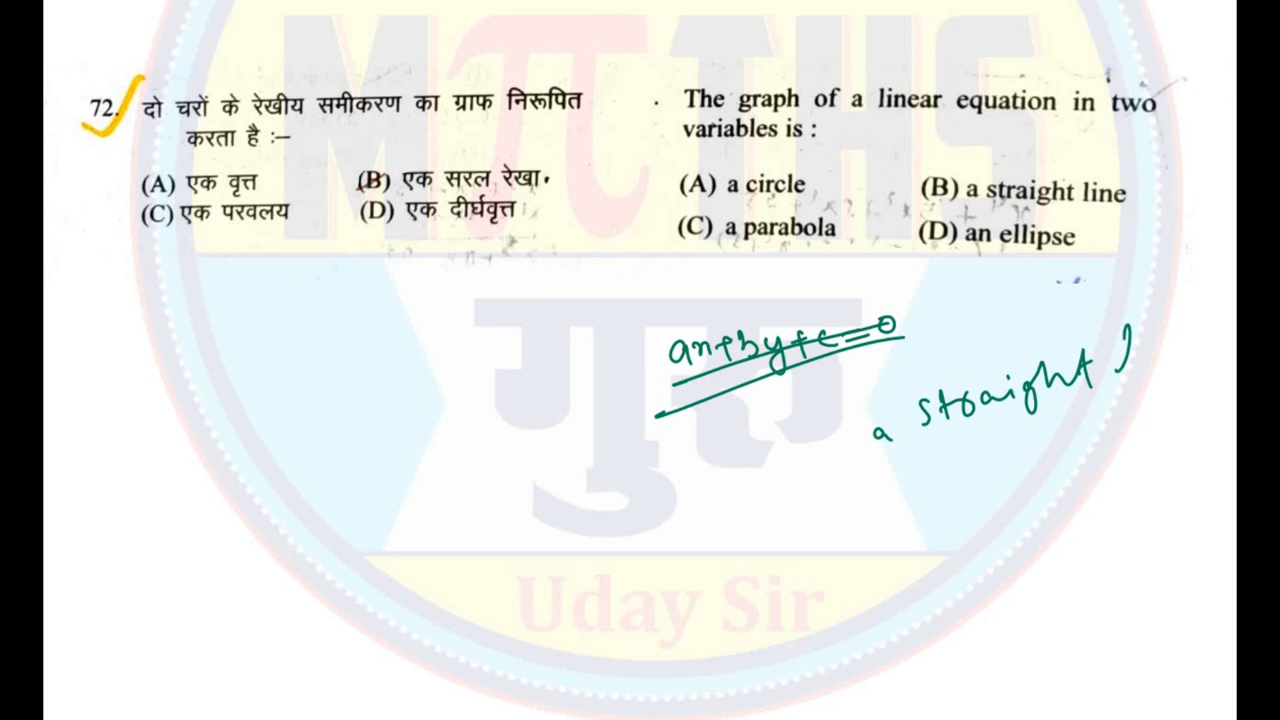 MπTHS
72. दो चरों के रेखीय समीकरण का ग्राफ निरूपित
करता है :–
(A) एक वृत्त (B) एक सरल रेखा.
(C) एक परवलय (D) एक दीर्घवृत्त
The graph of a linear equation in two
variables is :
(A) a circle (B) a straight line
(C) a parabola (D) an ellipse
ax+by+c=0
a straight
गुरु
Uday Sir